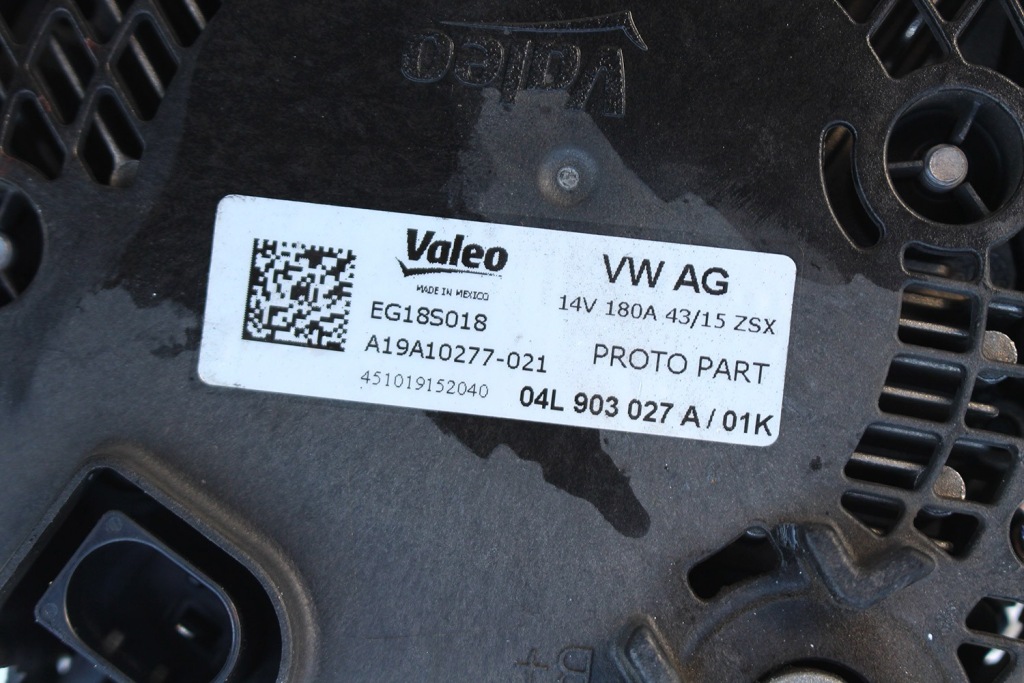 Valeo
Valeo
MADE IN MEXICO
EG18S018
A19A10277-021
451019152040
VW AG
14V 180A 43/15 ZSX
PROTO PART
04L 903 027 A / 01K
B+